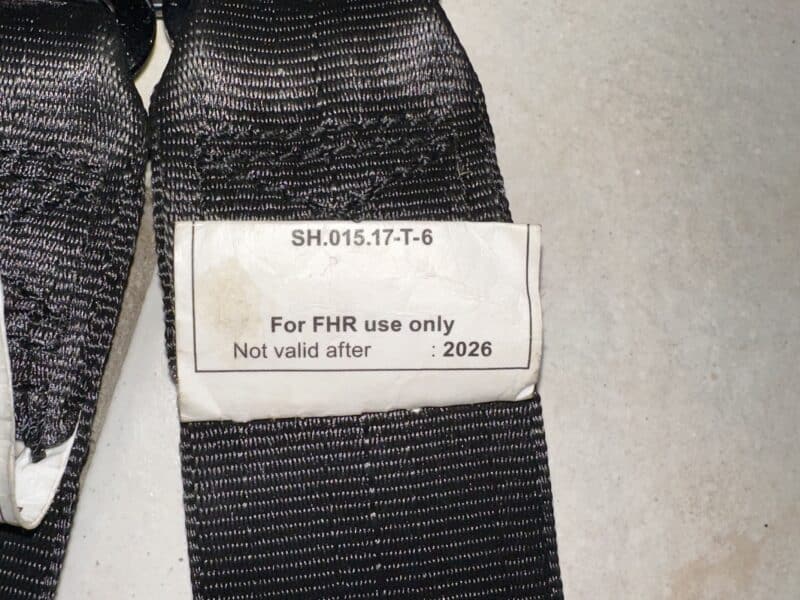 SH.015.17-T-6
For FHR use only
Not valid after : 2026